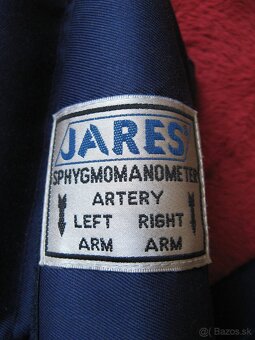 JARES
SPHYGMOMANOMETER
ARTERY
LEFT RIGHT
ARM ARM
© Bazos.sk